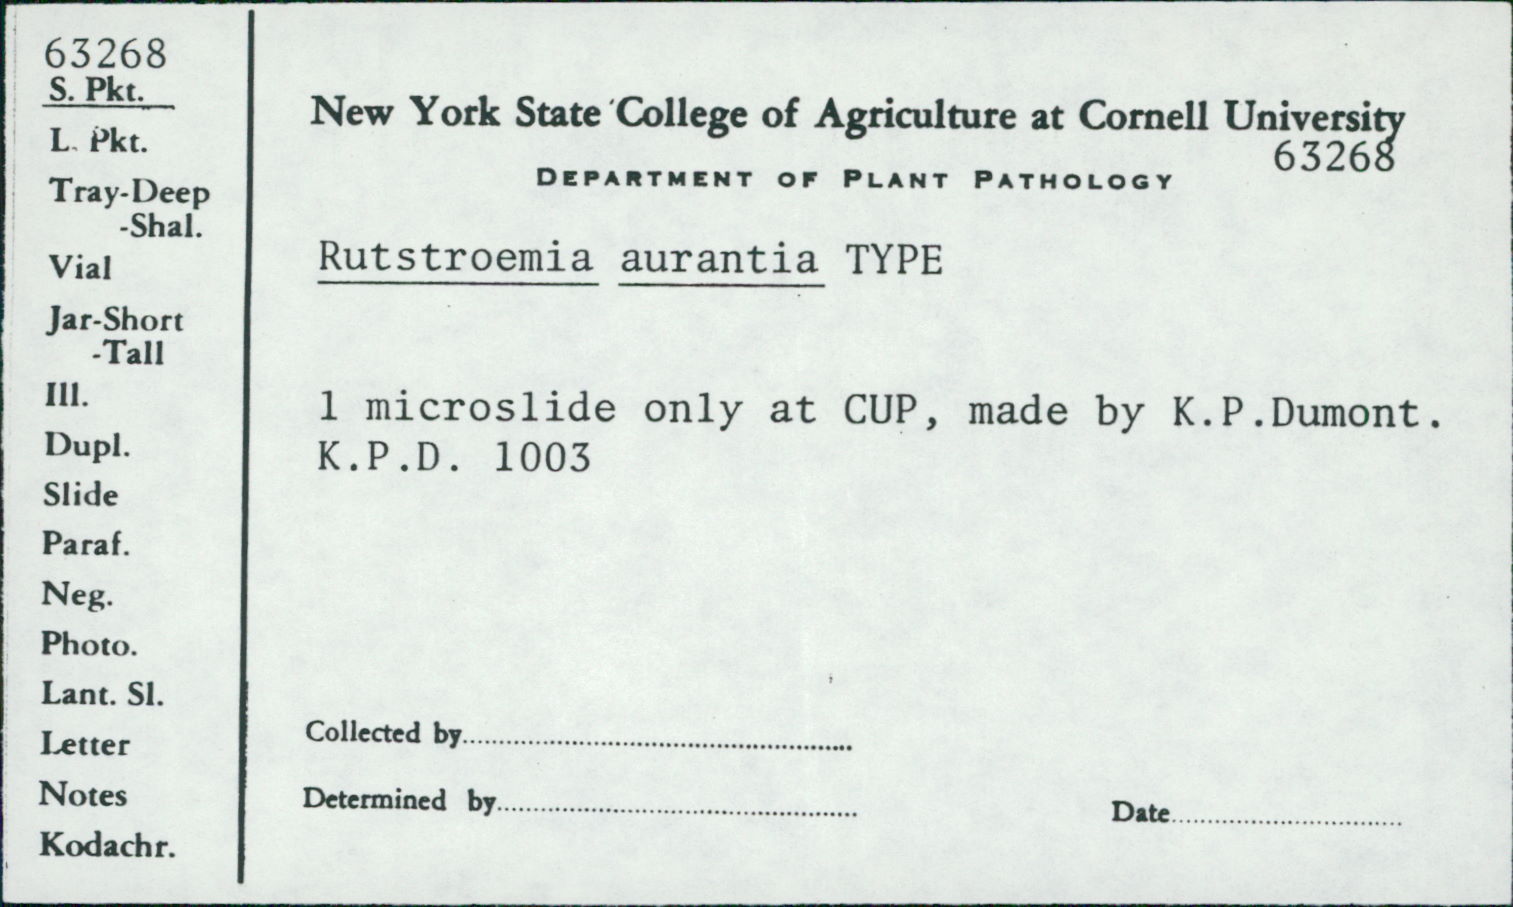 63268
S. Pkt.
L. Pkt.
Tray-Deep
-Shal.
Vial
Jar-Short
-Tall
Ill.
Dupl.
Slide
Paraf.
Neg.
Photo.
Lant. Sl.
Letter
Notes
Kodachr.
New York State College of Agriculture at Cornell University
63268
DEPARTMENT OF PLANT PATHOLOGY
Rutstroemia aurantia TYPE
1 microslide only at CUP, made by K.P.Dumont.
K.P.D. 1003
Collected by
Determined by
Date